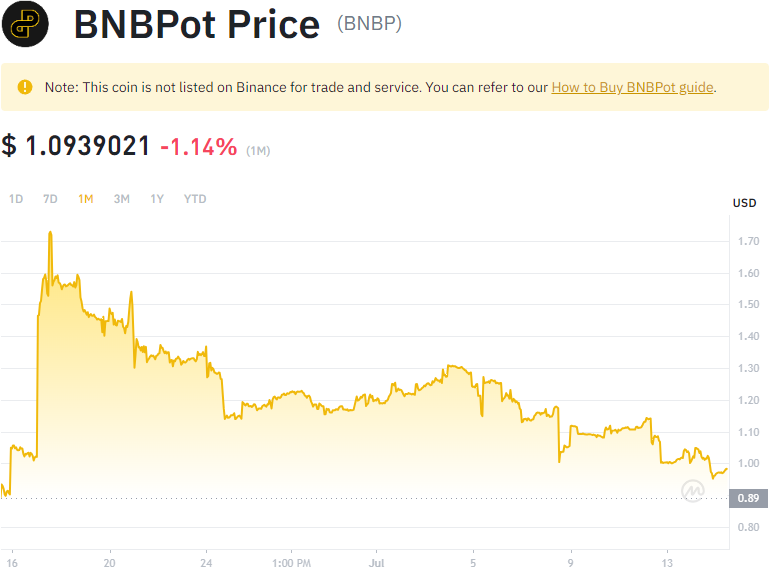 BNBPot Price (BNBP)
Note: This coin is not listed on Binance for trade and service. You can refer to our How to Buy BNBPot guide.
$ 1.0939021 -1.14% (1M)
1D 7D 1M 3M 1Y YTD
USD
1.70
1.60
1.50
1.40
1.30
1.20
1.10
1.00
0.89
0.80
16 20 24 1:00 PM Jul 5 9 13